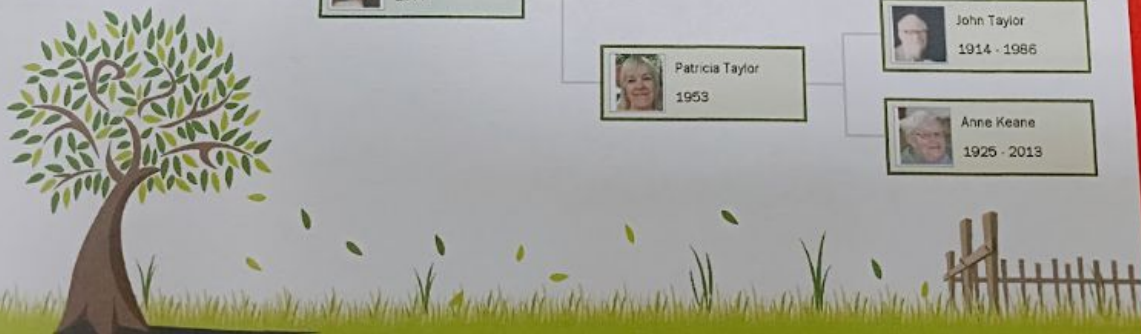 John Taylor
1914 - 1986
Patricia Taylor
1953
Anne Keane
1925 - 2013